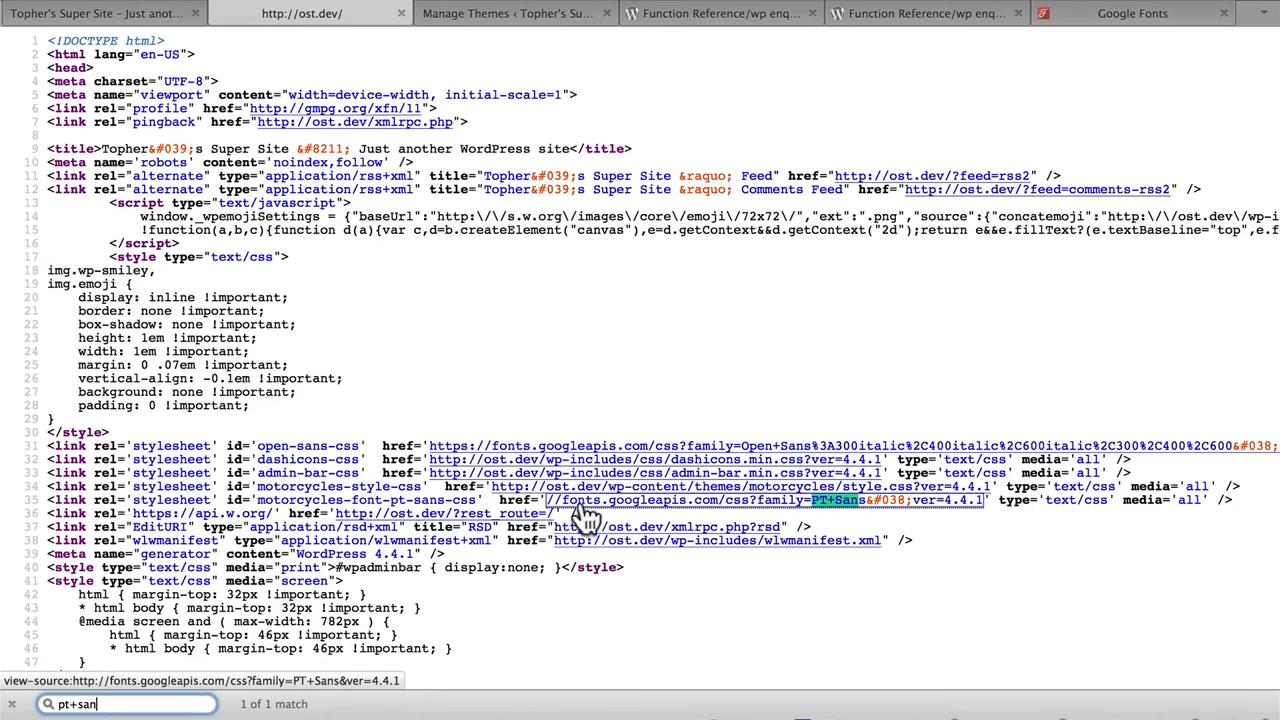 Topher's Super Site – Just anot... × http://ost.dev/ × Manage Themes ‹ Topher's Su... × Function Reference/wp enq... × Function Reference/wp enq... × Google Fonts ×
1 <!DOCTYPE html>
2 <html lang="en-US">
3 <head>
4 <meta charset="UTF-8">
5 <meta name="viewport" content="width=device-width, initial-scale=1">
6 <link rel="profile" href="http://gmpg.org/xfn/11">
7 <link rel="pingback" href="http://ost.dev/xmlrpc.php">
8
9 <title>Topher&#039;s Super Site &#8211; Just another WordPress site</title>
10 <meta name='robots' content='noindex,follow' />
11 <link rel="alternate" type="application/rss+xml" title="Topher&#039;s Super Site &raquo; Feed" href="http://ost.dev/?feed=rss2" />
12 <link rel="alternate" type="application/rss+xml" title="Topher&#039;s Super Site &raquo; Comments Feed" href="http://ost.dev/?feed=comments-rss2" />
13 <script type="text/javascript">
14 window._wpemojiSettings = {"baseUrl":"http:\/\/s.w.org\/images\/core\/emoji\/72x72\/","ext":".png","source":{"concatemoji":"http:\/\/ost.dev\/wp-i
15 !function(a,b,c){function d(a){var c,d=b.createElement("canvas"),e=d.getContext&&d.getContext("2d");return e&&e.fillText?(e.textBaseline="top",e.f
16 </script>
17 <style type="text/css">
18 img.wp-smiley,
19 img.emoji {
20 display: inline !important;
21 border: none !important;
22 box-shadow: none !important;
23 height: 1em !important;
24 width: 1em !important;
25 margin: 0 .07em !important;
26 vertical-align: -0.1em !important;
27 background: none !important;
28 padding: 0 !important;
29 }
30 </style>
31 <link rel='stylesheet' id='open-sans-css' href='https://fonts.googleapis.com/css?family=Open+Sans%3A300italic%2C400italic%2C600italic%2C300%2C400%2C600&#038;
32 <link rel='stylesheet' id='dashicons-css' href='http://ost.dev/wp-includes/css/dashicons.min.css?ver=4.4.1' type='text/css' media='all' />
33 <link rel='stylesheet' id='admin-bar-css' href='http://ost.dev/wp-includes/css/admin-bar.min.css?ver=4.4.1' type='text/css' media='all' />
34 <link rel='stylesheet' id='motorcycles-style-css' href='http://ost.dev/wp-content/themes/motorcycles/style.css?ver=4.4.1' type='text/css' media='all' />
35 <link rel='stylesheet' id='motorcycles-font-pt-sans-css' href='//fonts.googleapis.com/css?family=PT+Sans&#038;ver=4.4.1' type='text/css' media='all' />
36 <link rel='https://api.w.org/' href='http://ost.dev/?rest_route=/
37 <link rel="EditURI" type="application/rsd+xml" title="RSD" href="http://ost.dev/xmlrpc.php?rsd" />
38 <link rel="wlwmanifest" type="application/wlwmanifest+xml" href="http://ost.dev/wp-includes/wlwmanifest.xml" />
39 <meta name="generator" content="WordPress 4.4.1" />
40 <style type="text/css" media="print">#wpadminbar { display:none; }</style>
41 <style type="text/css" media="screen">
42 html { margin-top: 32px !important; }
43 * html body { margin-top: 32px !important; }
44 @media screen and ( max-width: 782px ) {
45 html { margin-top: 46px !important; }
46 * html body { margin-top: 46px !important; }
47 }
view-source:http://fonts.googleapis.com/css?family=PT+Sans&ver=4.4.1
× pt+san 1 of 1 match